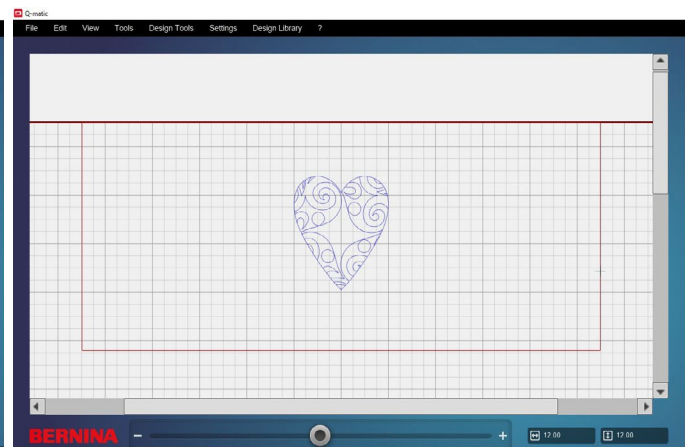 Q-matic
File Edit View Tools Design Tools Settings Design Library ?
BERNINA - + 12.00 12.00